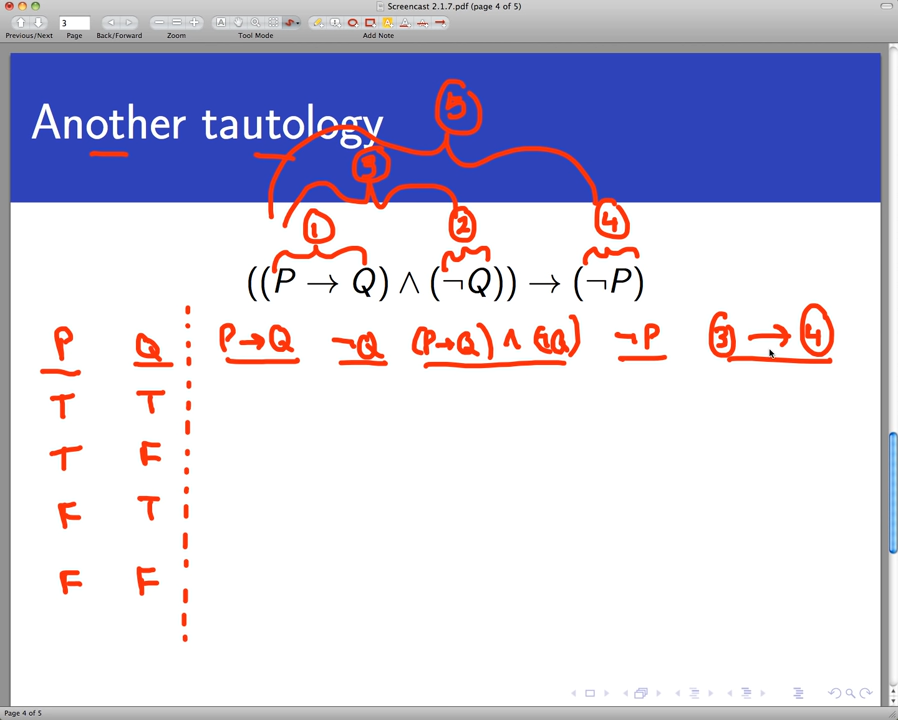 Screencast 2.1.7.pdf (page 4 of 5)
3
A
T
Previous/Next Page Back/Forward Zoom Tool Mode Add Note
Another tautology
5
3
1 2 4
((P → Q) ∧ (¬Q)) → (¬P)
P Q P→Q ¬Q (P→Q) ∧ (¬Q) ¬P 3 → 4
T T
T F
F T
F F
Page 4 of 5